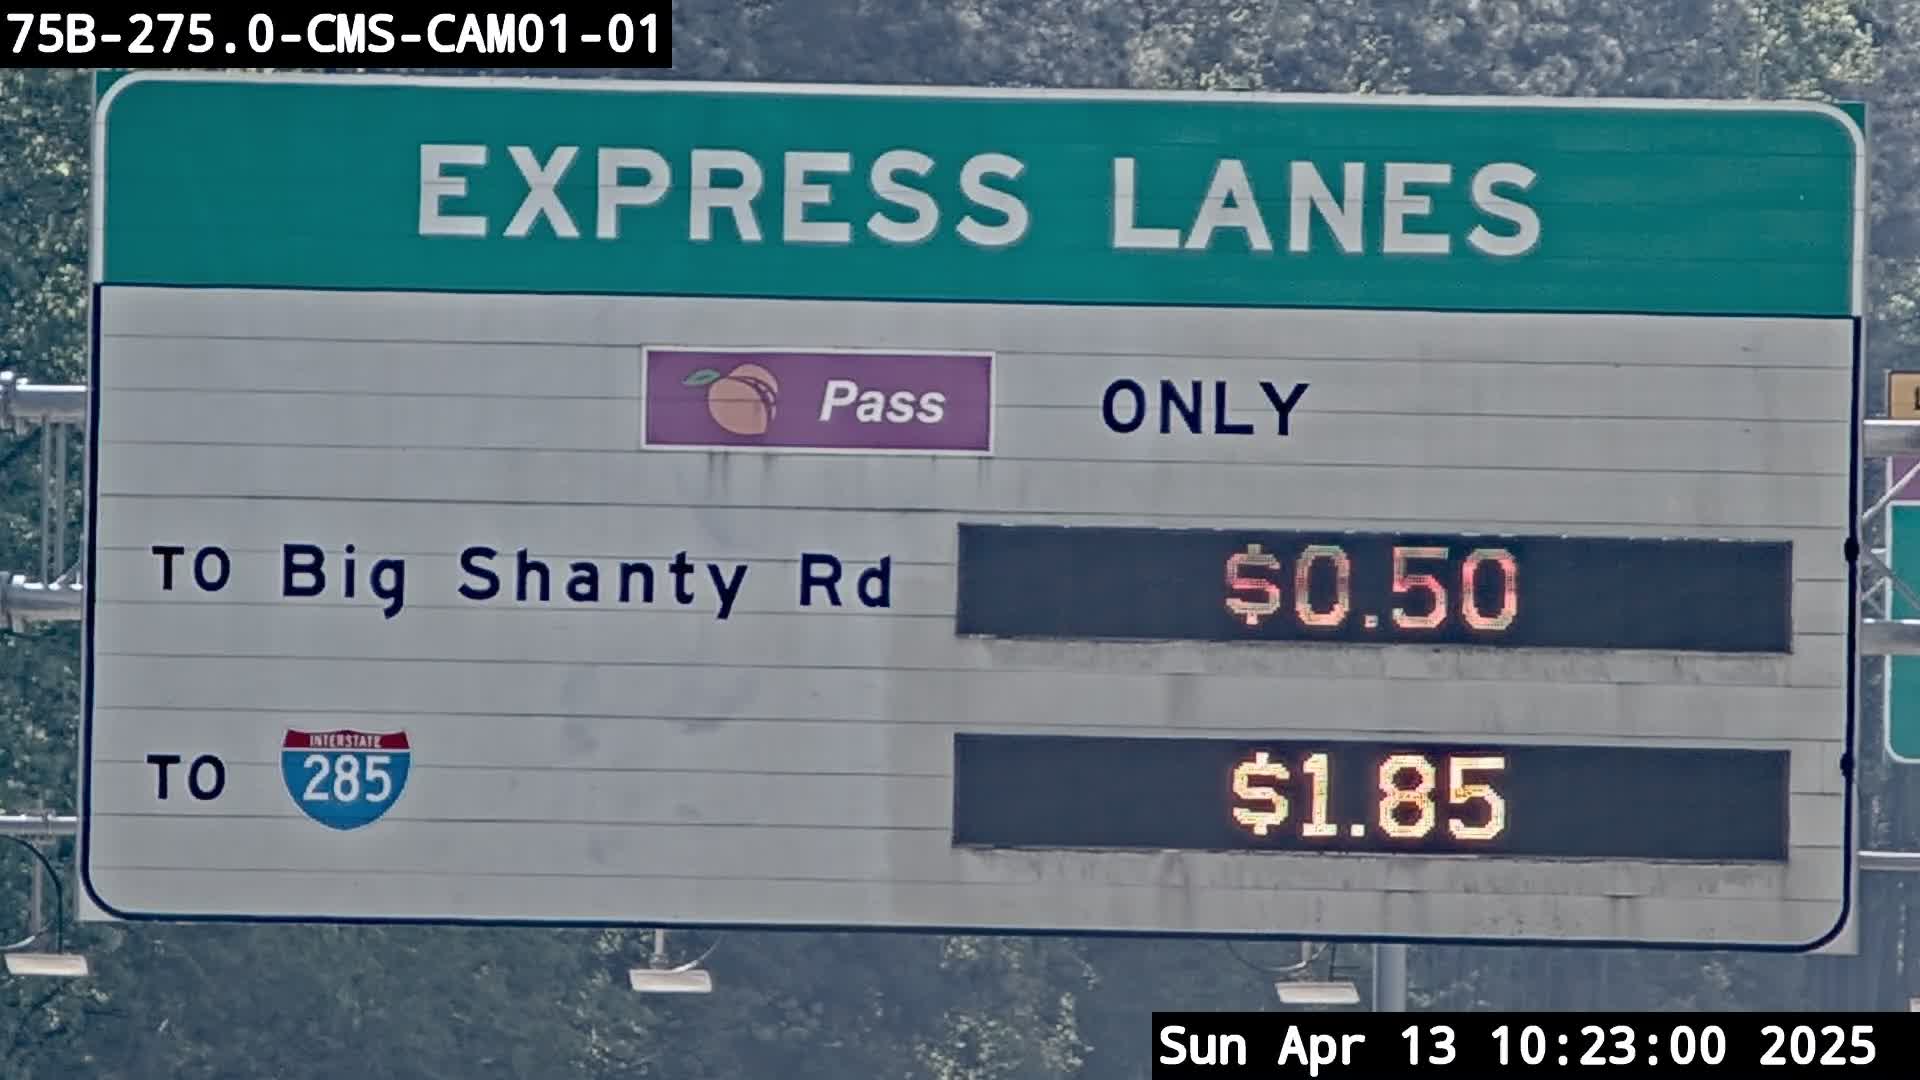 75B-275.0-CMS-CAM01-01
EXPRESS LANES
Pass ONLY
TO Big Shanty Rd $0.50
INTERSTATE
TO 285 $1.85
Sun Apr 13 10:23:00 2025